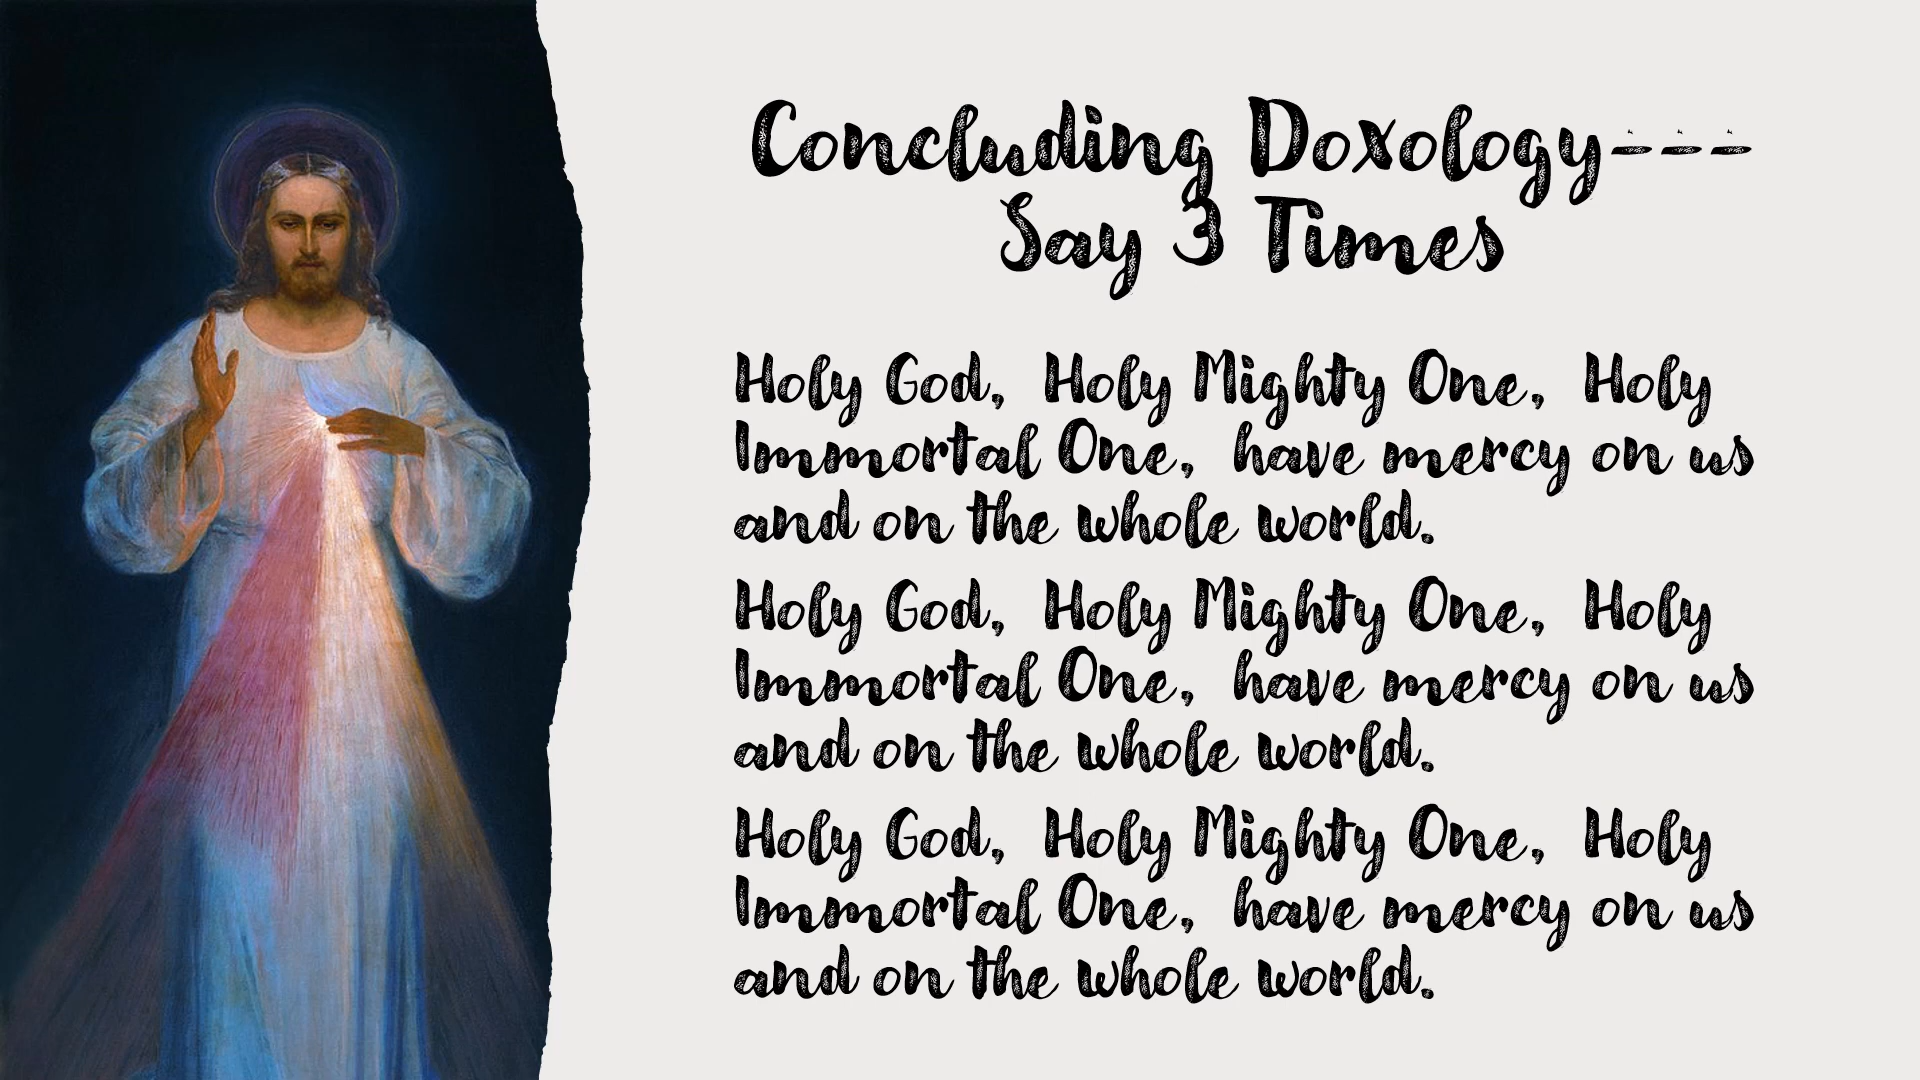 Concluding Doxology---
Say 3 Times
Holy God, Holy Mighty One, Holy
Immortal One, have mercy on us
and on the whole world.
Holy God, Holy Mighty One, Holy
Immortal One, have mercy on us
and on the whole world.
Holy God, Holy Mighty One, Holy
Immortal One, have mercy on us
and on the whole world.